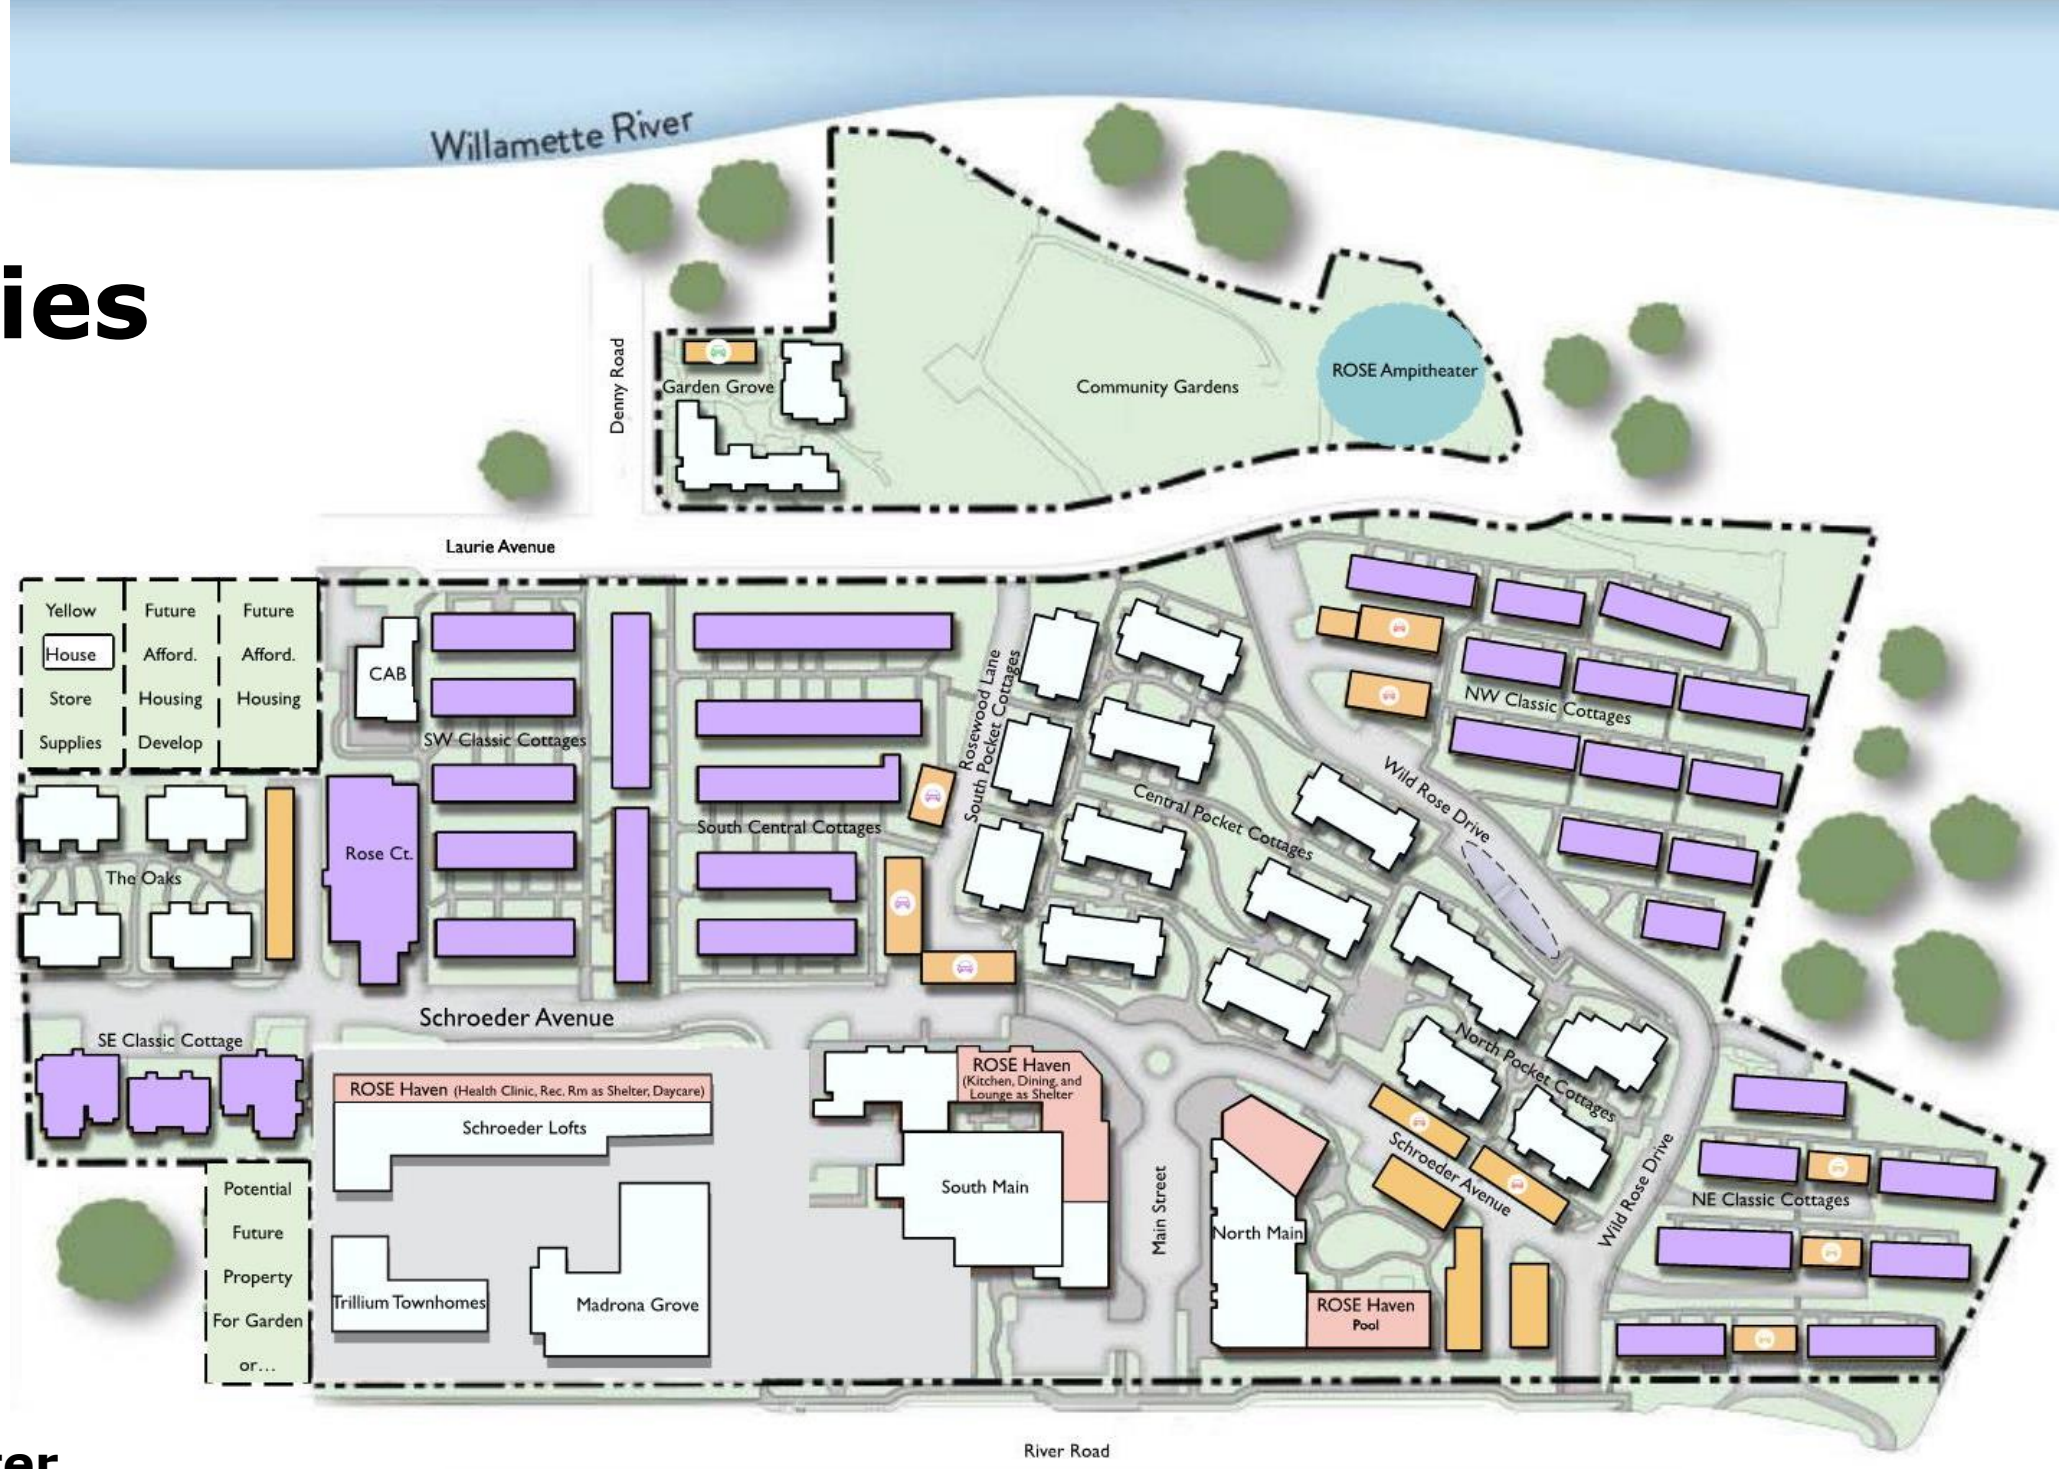 Willamette River
ies
Denny Road
Garden Grove
Community Gardens
ROSE Ampitheater
Laurie Avenue
Yellow
House
Store
Supplies
Future
Afford.
Housing
Develop
Future
Afford.
Housing
CAB
SW Classic Cottages
Rosewood Lane
South Pocket Cottages
NW Classic Cottages
Wild Rose Drive
Central Pocket Cottages
South Central Cottages
Rose Ct.
The Oaks
Schroeder Avenue
SE Classic Cottage
North Pocket Cottages
ROSE Haven (Health Clinic, Rec. Rm as Shelter, Daycare)
Schroeder Lofts
ROSE Haven
(Kitchen, Dining, and
Lounge as Shelter
South Main
Main Street
North Main
Schroeder Avenue
Wild Rose Drive
NE Classic Cottages
Potential
Future
Property
For Garden
or...
Trillium Townhomes
Madrona Grove
ROSE Haven
Pool
River Road